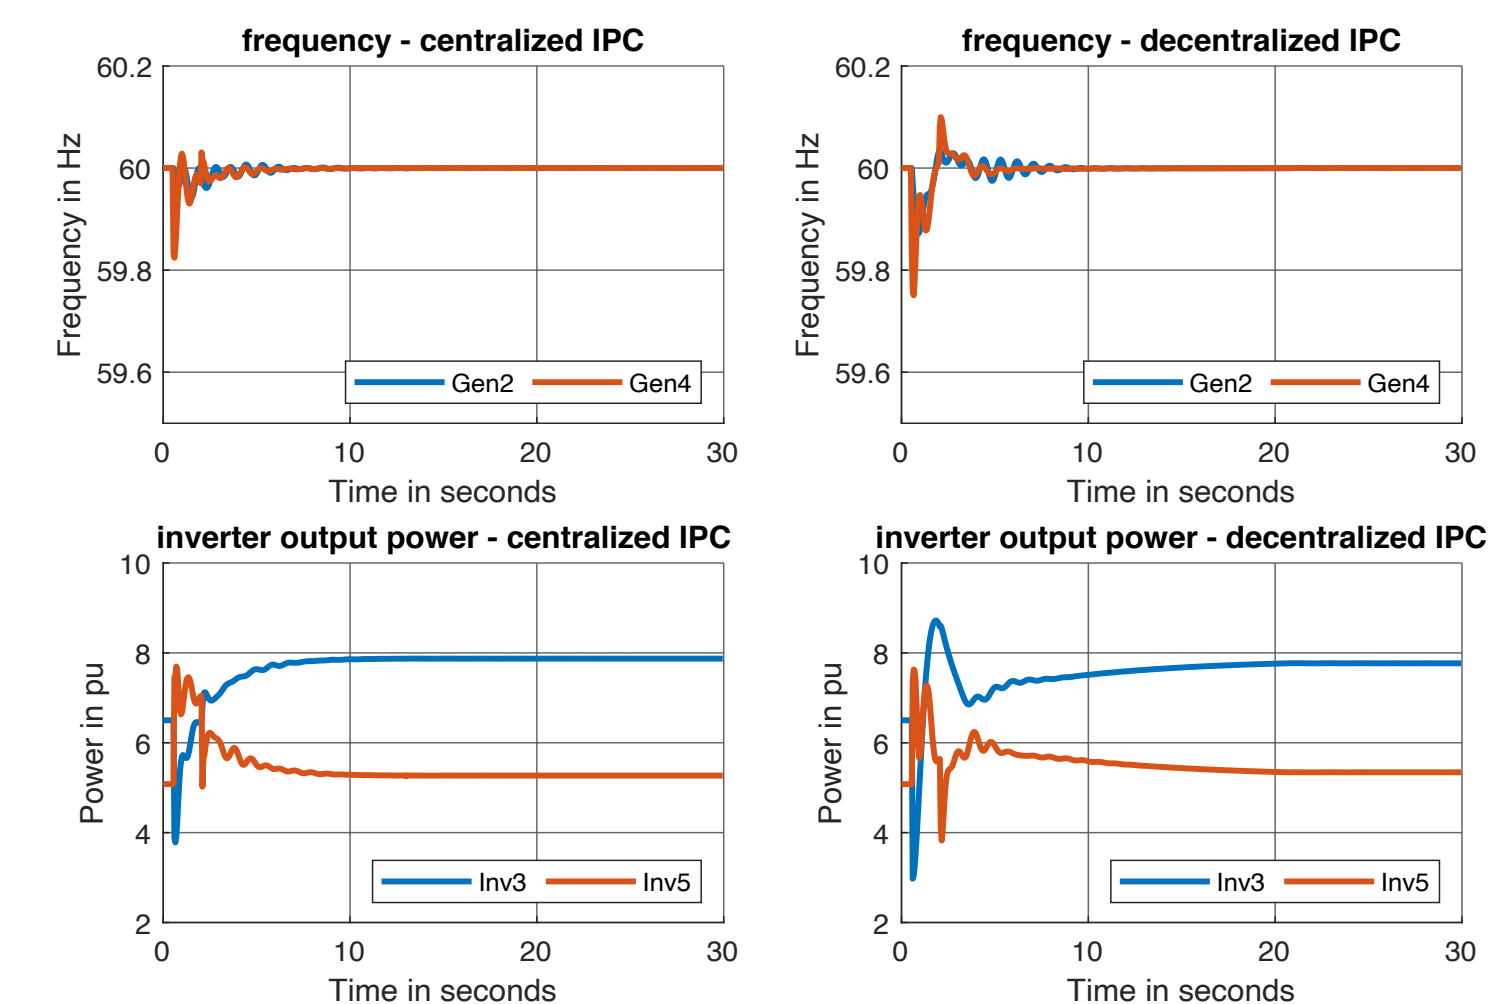 frequency - centralized IPC
60.2
60
59.8
59.6
Frequency in Hz
Gen2 Gen4
0 10 20 30
Time in seconds
frequency - decentralized IPC
60.2
60
59.8
59.6
Frequency in Hz
Gen2 Gen4
0 10 20 30
Time in seconds
inverter output power - centralized IPC
10
8
6
4
2
Power in pu
Inv3 Inv5
0 10 20 30
Time in seconds
inverter output power - decentralized IPC
10
8
6
4
2
Power in pu
Inv3 Inv5
0 10 20 30
Time in seconds